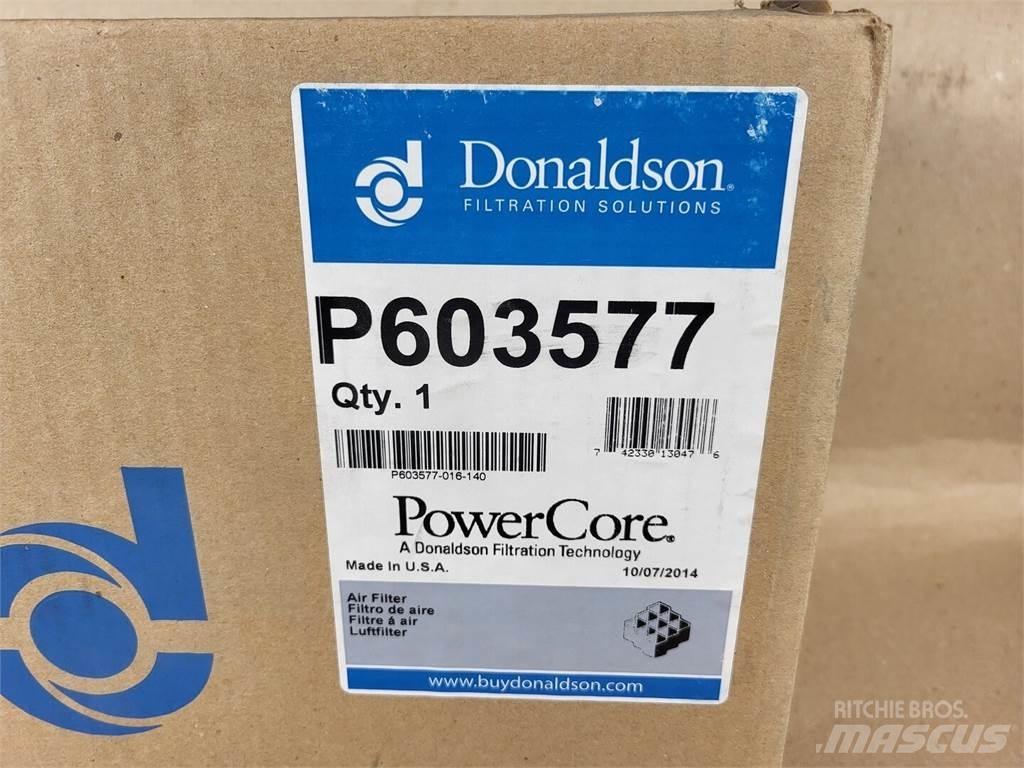 Donaldson®
FILTRATION SOLUTIONS
P603577
Qty. 1
7 42330 13047 6
P603577-016-140
PowerCore®
A Donaldson Filtration Technology
Made In U.S.A.
10/07/2014
Air Filter
Filtro de aire
Filtre á air
Luftfilter
www.buydonaldson.com
RITCHIE BROS.
MASCUS